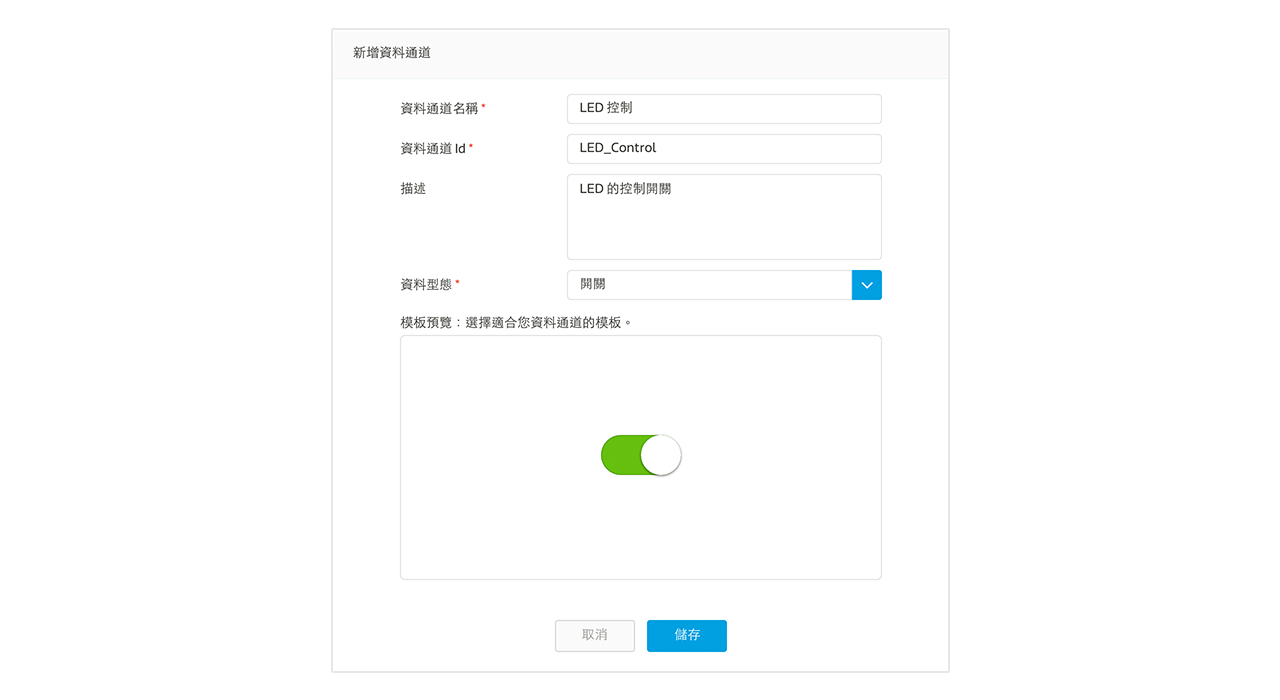 新增資料通道
資料通道名稱 * LED 控制
資料通道 Id * LED_Control
描述 LED 的控制開關
資料型態 * 開關
模板預覽：選擇適合您資料通道的模板。
取消 儲存